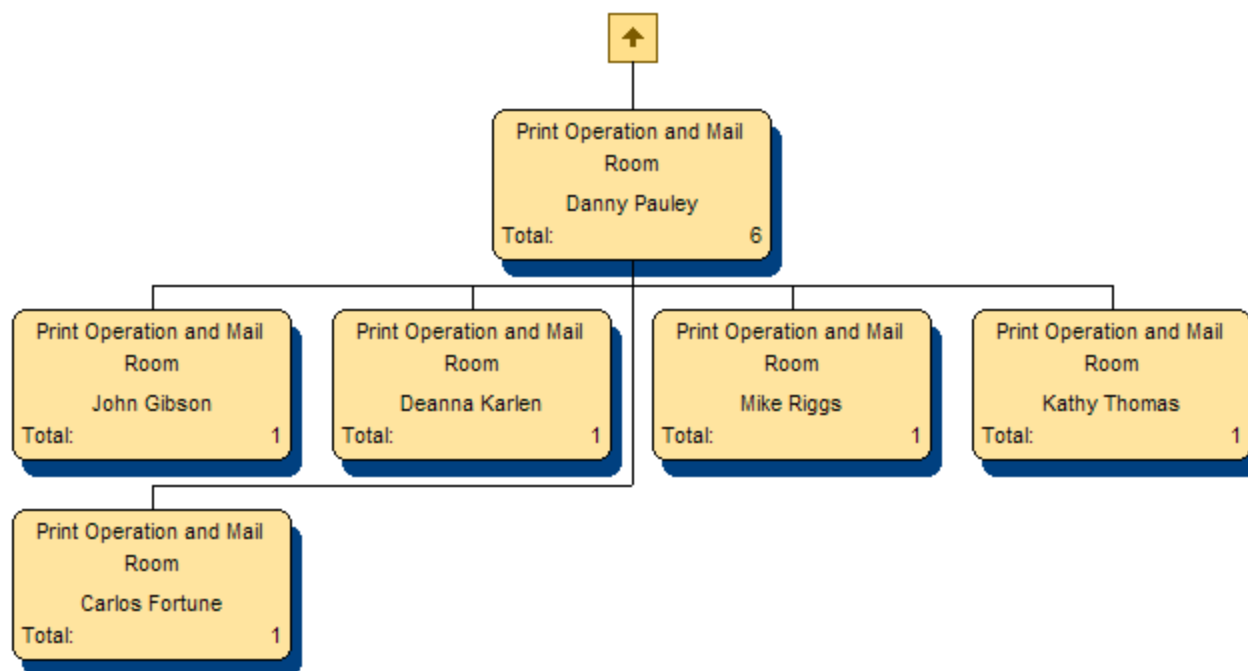 Print Operation and Mail
Room
Danny Pauley
Total: 6
Print Operation and Mail
Room
John Gibson
Total: 1
Print Operation and Mail
Room
Deanna Karlen
Total: 1
Print Operation and Mail
Room
Mike Riggs
Total: 1
Print Operation and Mail
Room
Kathy Thomas
Total: 1
Print Operation and Mail
Room
Carlos Fortune
Total: 1